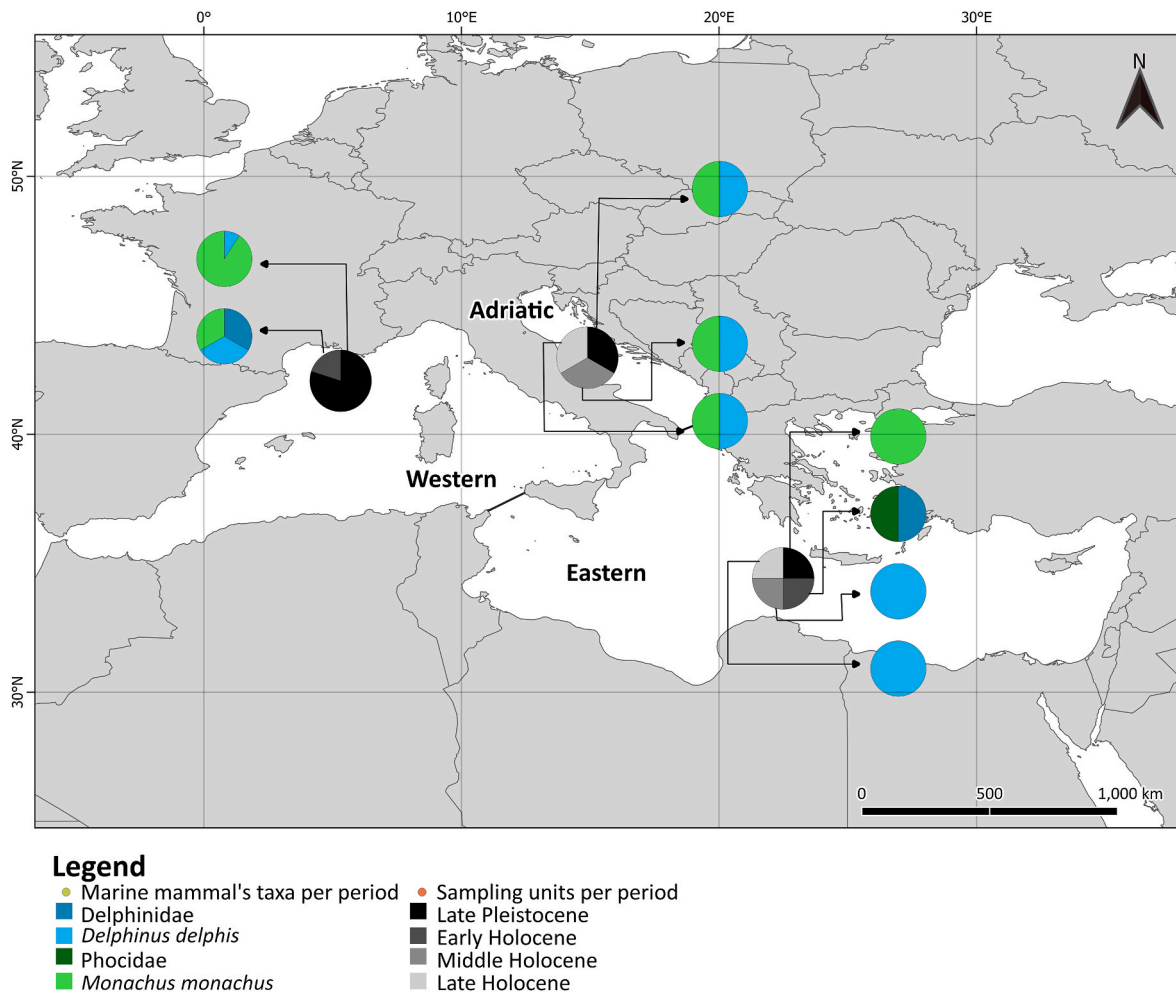 0°
10°E
20°E
30°E
N
50°N
Adriatic
40°N
Western
Eastern
30°N
0
500
1,000 km
Legend
Marine mammal's taxa per period
Delphinidae
Delphinus delphis
Phocidae
Monachus monachus
Sampling units per period
Late Pleistocene
Early Holocene
Middle Holocene
Late Holocene